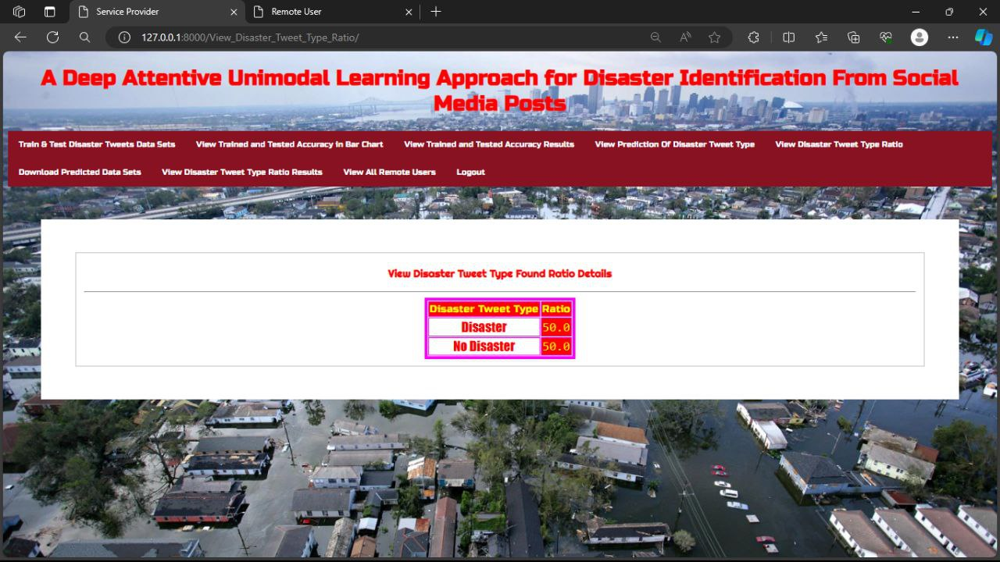 Service Provider
Remote User
127.0.0.1:8000/View_Disaster_Tweet_Type_Ratio/
A Deep Attentive Unimodal Learning Approach for Disaster Identification From Social
Media Posts
Train & Test Disaster Tweets Data Sets View Trained and Tested Accuracy in Bar Chart View Trained and Tested Accuracy Results View Prediction Of Disaster Tweet Type View Disaster Tweet Type Ratio
Download Predicted Data Sets View Disaster Tweet Type Ratio Results View All Remote Users Logout
View Disaster Tweet Type Found Ratio Details
Disaster Tweet Type Ratio
Disaster 50.0
No Disaster 50.0